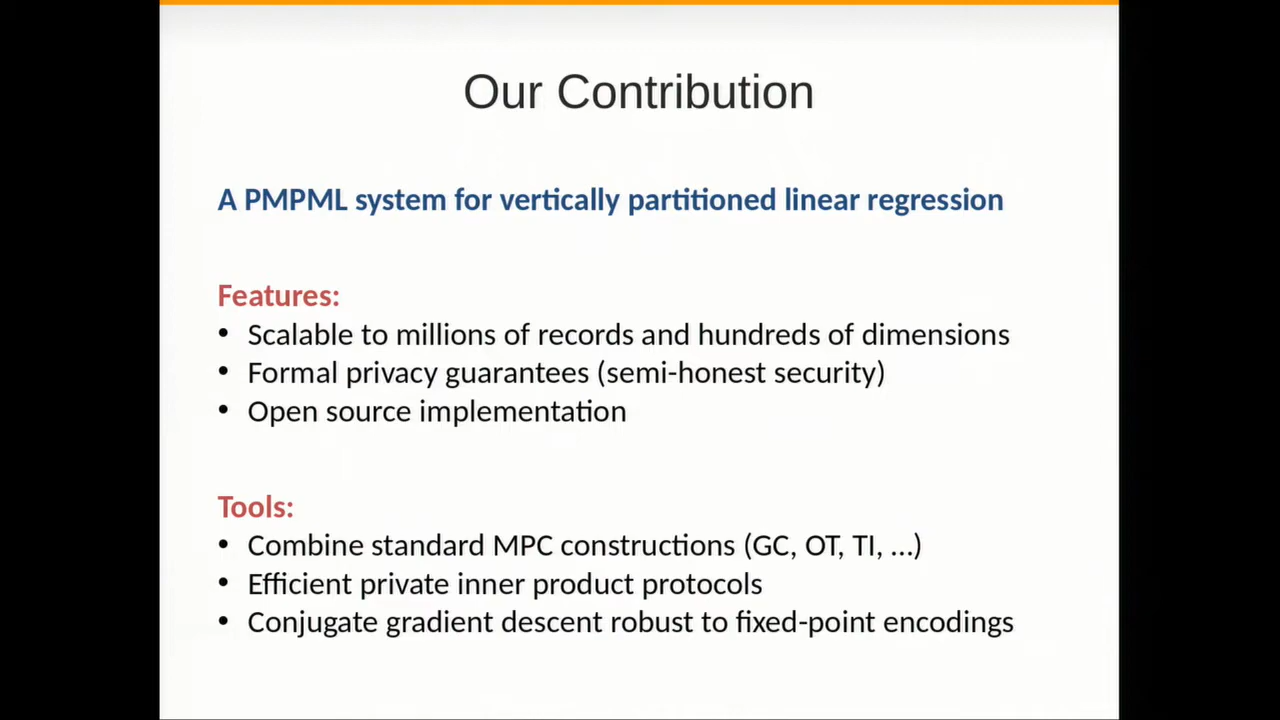 Our Contribution
A PMPML system for vertically partitioned linear regression
Features:
• Scalable to millions of records and hundreds of dimensions
• Formal privacy guarantees (semi-honest security)
• Open source implementation
Tools:
• Combine standard MPC constructions (GC, OT, TI, ...)
• Efficient private inner product protocols
• Conjugate gradient descent robust to fixed-point encodings